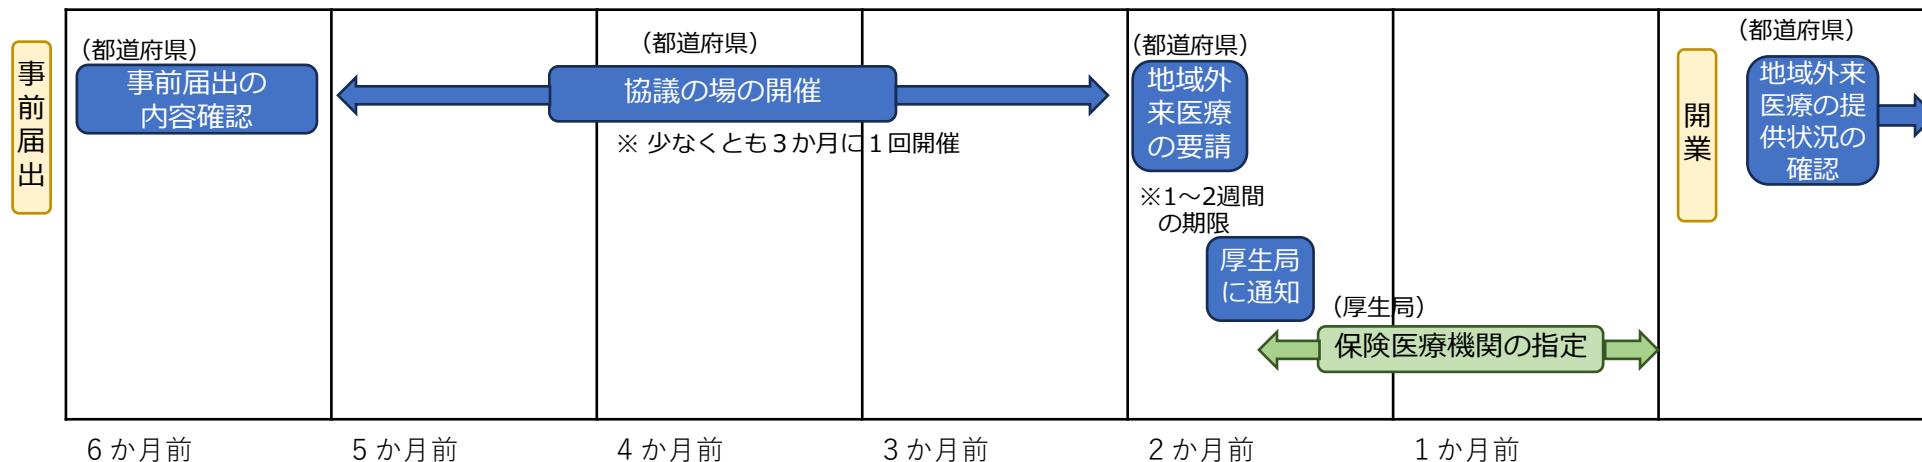 事前届出
（都道府県）
事前届出の
内容確認
（都道府県）
協議の場の開催
※ 少なくとも３か月に１回開催
（都道府県）
地域外
来医療
の要請
※1～2週間
の期限
厚生局
に通知
（厚生局）
保険医療機関の指定
開業
（都道府県）
地域外来
医療の提
供状況の
確認
６か月前
５か月前
４か月前
３か月前
２か月前
１か月前